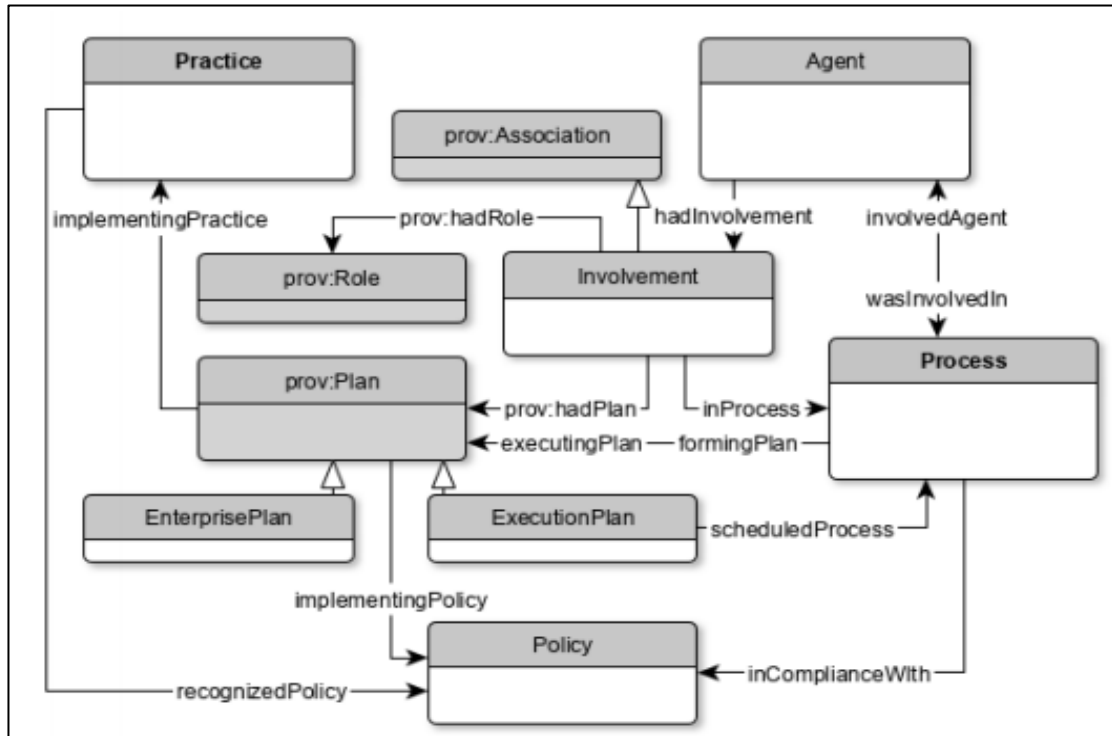 Practice
Agent
prov:Association
implementingPractice
prov:hadRole
hadInvolvement
involvedAgent
prov:Role
Involvement
wasInvolvedIn
prov:Plan
Process
prov:hadPlan
inProcess
executingPlan
formingPlan
EnterprisePlan
ExecutionPlan
scheduledProcess
implementingPolicy
Policy
inComplianceWIth
recognizedPolicy